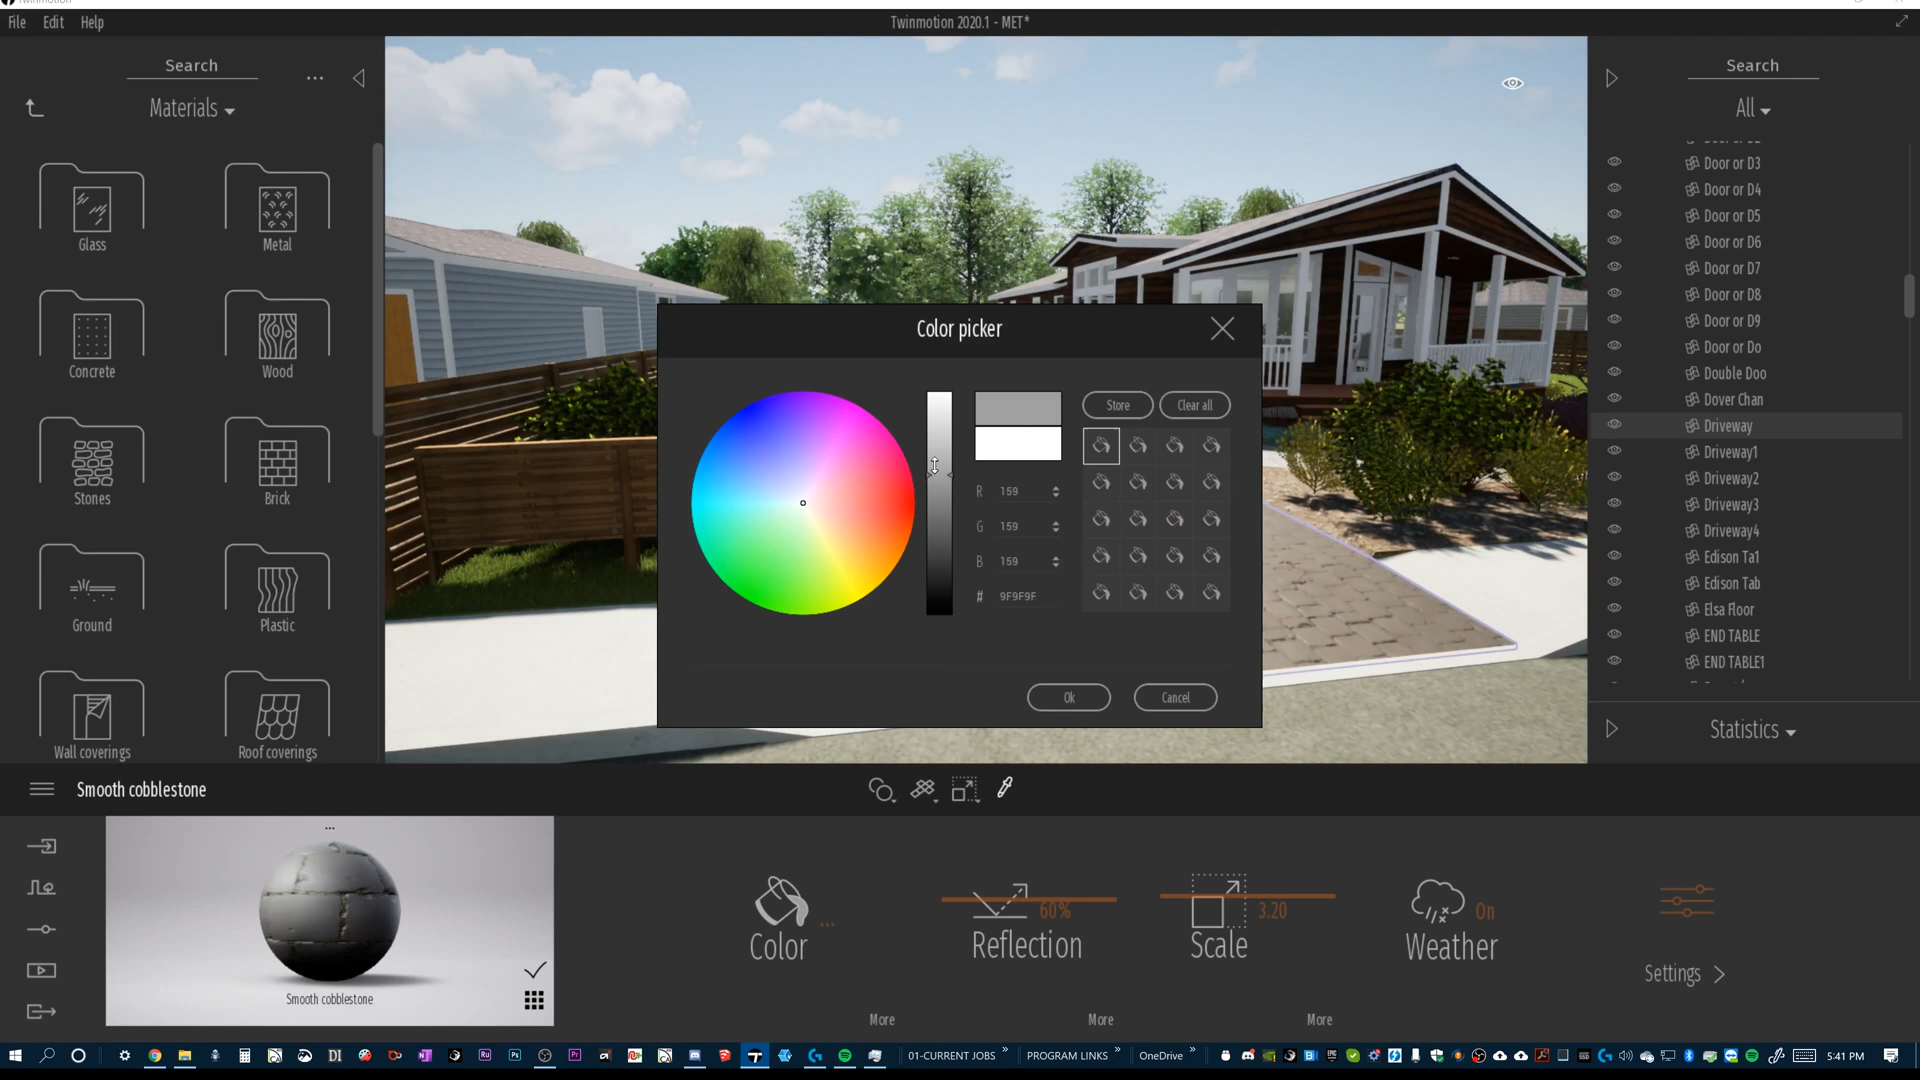 Twinmotion
File Edit Help
Twinmotion 2020.1 - MET*
Search
...
Materials
Glass
Metal
Concrete
Wood
Stones
Brick
Ground
Plastic
Wall coverings
Roof coverings
Color picker
Store
Clear all
R 159
G 159
B 159
# 9F9F9F
Ok
Cancel
Search
All
Door or D3
Door or D4
Door or D5
Door or D6
Door or D7
Door or D8
Door or D9
Door or Do
Double Doo
Dover Chan
Driveway
Driveway1
Driveway2
Driveway3
Driveway4
Edison Ta1
Edison Tab
Elsa Floor
END TABLE
END TABLE1
Statistics
Smooth cobblestone
...
Smooth cobblestone
Color
...
More
60%
Reflection
More
3.20
Scale
More
On
Weather
Settings
DI
Ru
Ps
Pr
01-CURRENT JOBS
PROGRAM LINKS
OneDrive
5:41 PM